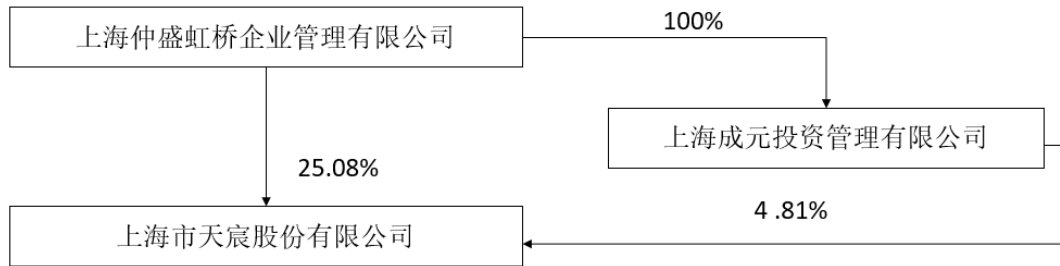 上海仲盛虹桥企业管理有限公司
100%
上海成元投资管理有限公司
25.08%
4 .81%
上海市天宸股份有限公司